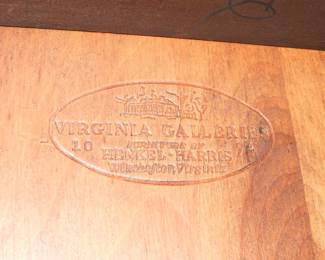 VIRGINIA GALLERIES
10
FURNITURE BY
HENKEL-HARRIS
Winchester, Virginia